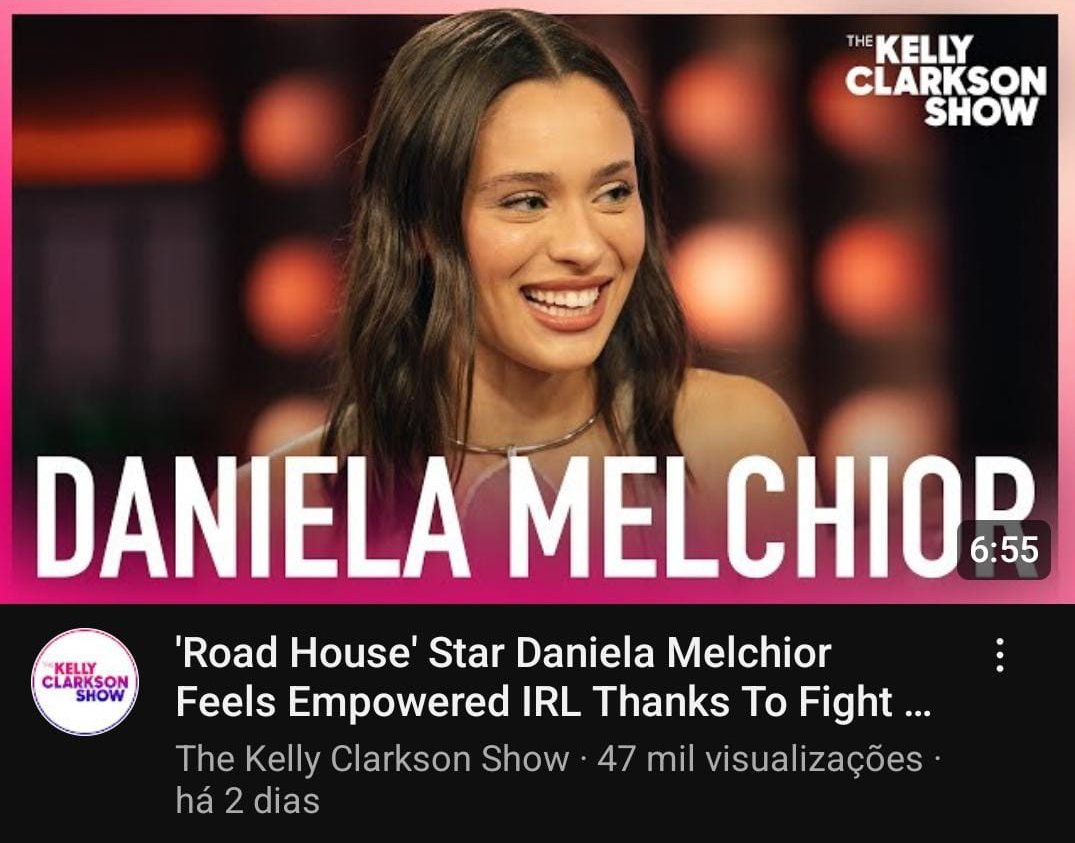 THE KELLY
CLARKSON
SHOW
DANIELA MELCHIOR
6:55
THE KELLY
CLARKSON
SHOW
'Road House' Star Daniela Melchior
Feels Empowered IRL Thanks To Fight ...
The Kelly Clarkson Show · 47 mil visualizações ·
há 2 dias